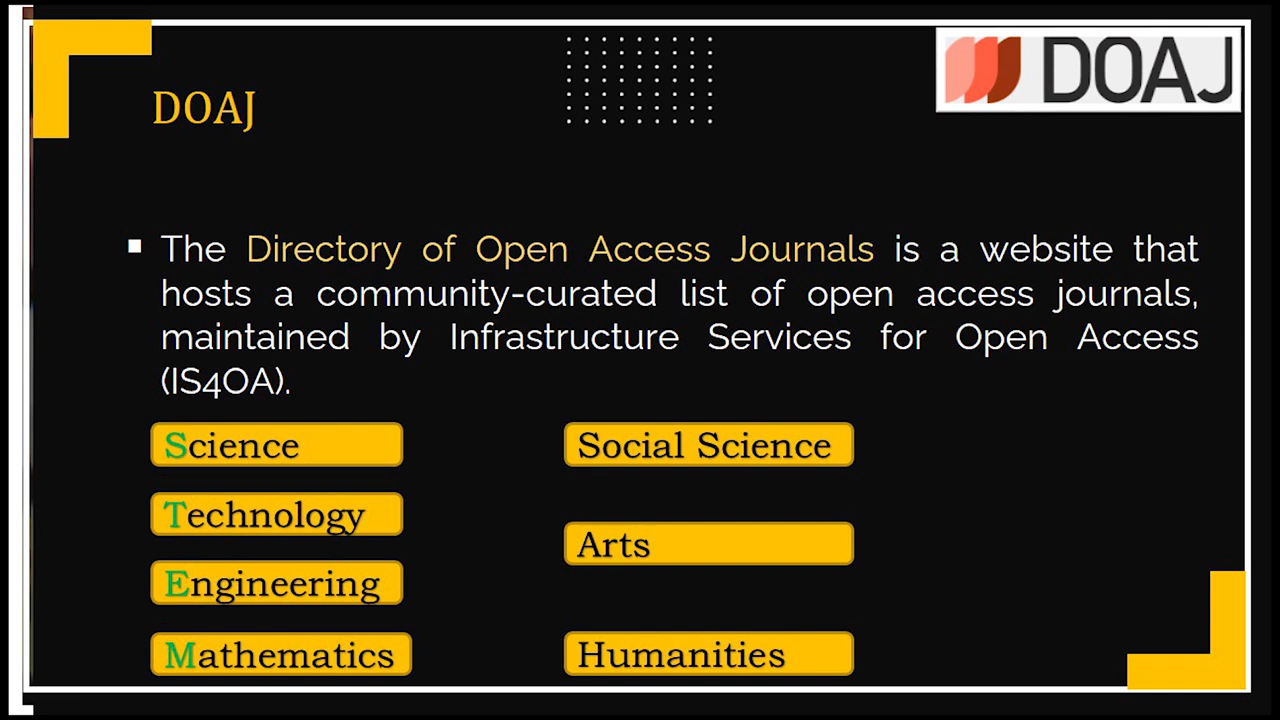 DOAJ
DOAJ
▪ The Directory of Open Access Journals is a website that
hosts a community-curated list of open access journals,
maintained by Infrastructure Services for Open Access
(IS4OA).
Science
Social Science
Technology
Arts
Engineering
Mathematics
Humanities